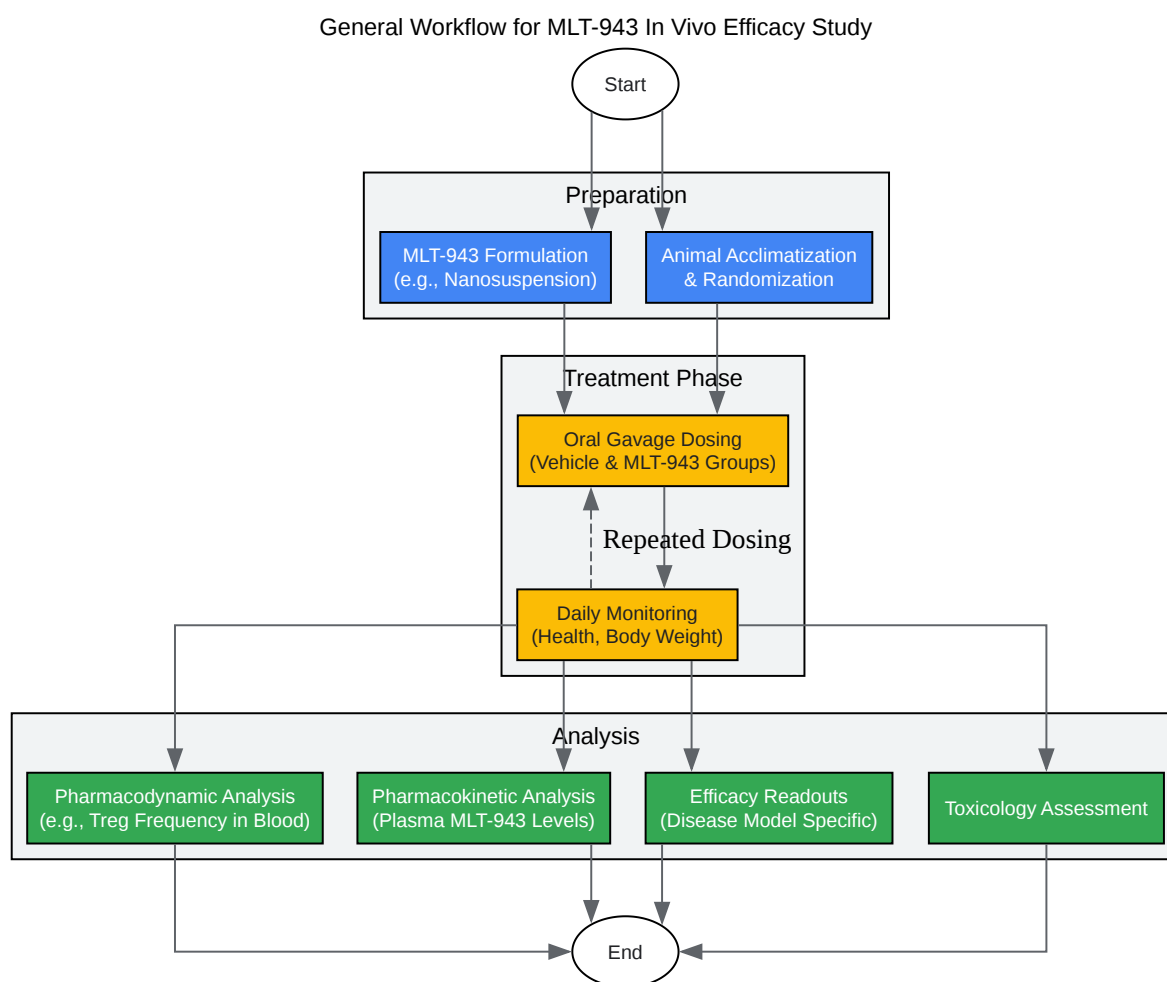 General Workflow for MLT-943 In Vivo Efficacy Study
Start
Preparation
MLT-943 Formulation
(e.g., Nanosuspension)
Animal Acclimatization
& Randomization
Treatment Phase
Oral Gavage Dosing
(Vehicle & MLT-943 Groups)
Repeated Dosing
Daily Monitoring
(Health, Body Weight)
Analysis
Pharmacodynamic Analysis
(e.g., Treg Frequency in Blood)
Pharmacokinetic Analysis
(Plasma MLT-943 Levels)
Efficacy Readouts
(Disease Model Specific)
Toxicology Assessment
End